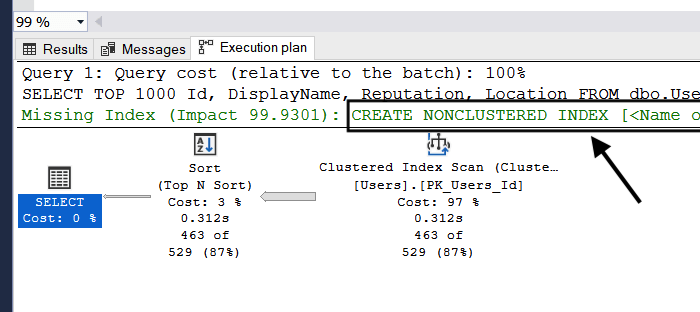 99 %
Results Messages Execution plan
Query 1: Query cost (relative to the batch): 100%
SELECT TOP 1000 Id, DisplayName, Reputation, Location FROM dbo.Use
Missing Index (Impact 99.9301): CREATE NONCLUSTERED INDEX [<Name o
SELECT
Cost: 0 %
Sort
(Top N Sort)
Cost: 3 %
0.312s
463 of
529 (87%)
Clustered Index Scan (Cluste…
[Users].[PK_Users_Id]
Cost: 97 %
0.312s
463 of
529 (87%)